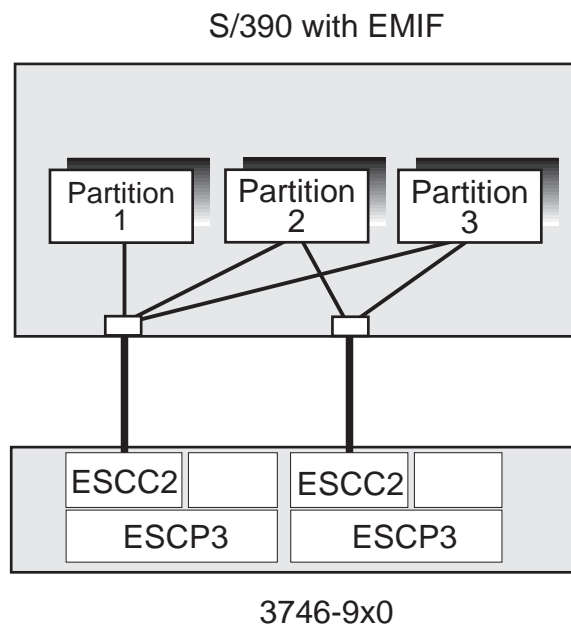 S/390 with EMIF
Partition
1
Partition
2
Partition
3
ESCC2
ESCC2
ESCP3
ESCP3
3746-9x0